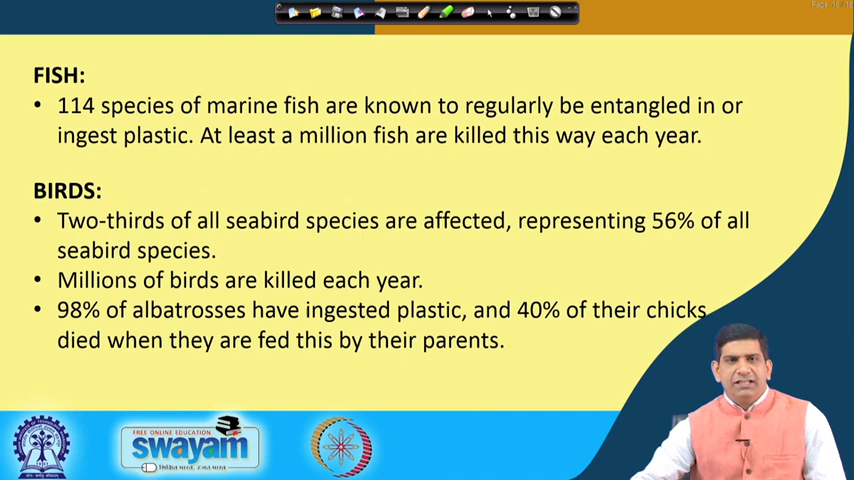 Page 16 / 16
FISH:
• 114 species of marine fish are known to regularly be entangled in or
ingest plastic. At least a million fish are killed this way each year.
BIRDS:
• Two-thirds of all seabird species are affected, representing 56% of all
seabird species.
• Millions of birds are killed each year.
• 98% of albatrosses have ingested plastic, and 40% of their chicks
died when they are fed this by their parents.
FREE ONLINE EDUCATION
swayam